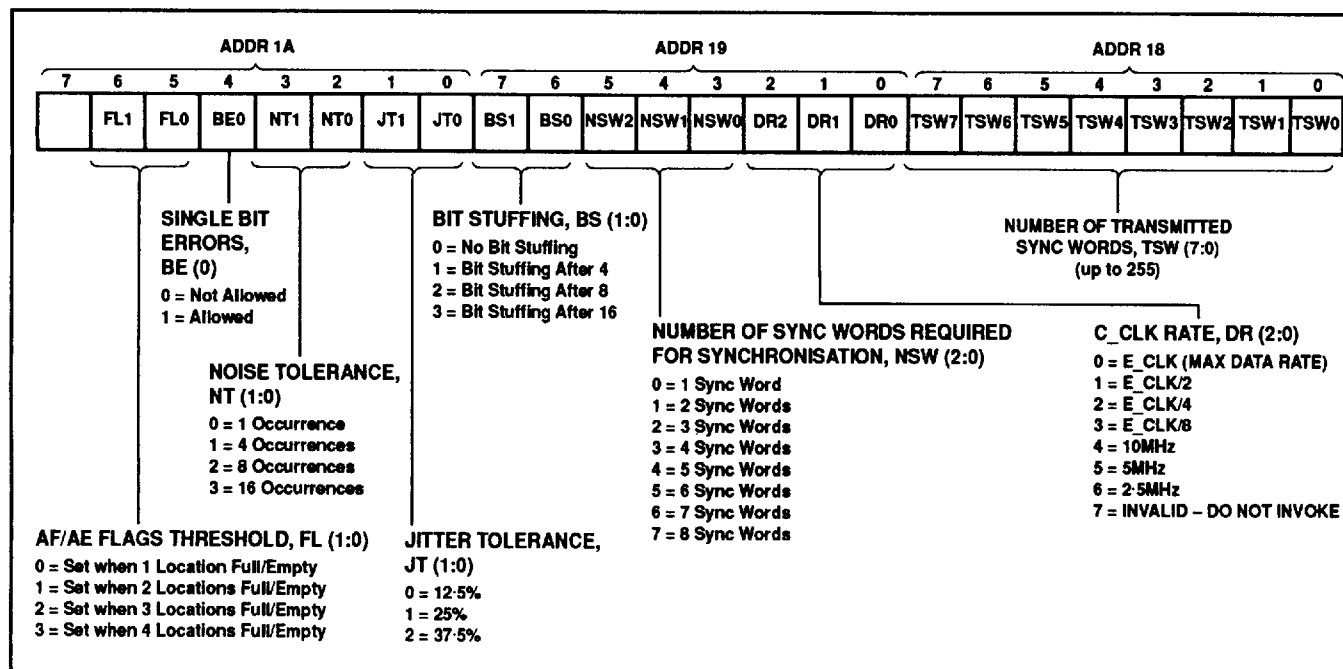 ADDR 1A ADDR 19 ADDR 18
7 6 5 4 3 2 1 0 7 6 5 4 3 2 1 0 7 6 5 4 3 2 1 0
FL1 FL0 BE0 NT1 NT0 JT1 JT0 BS1 BS0 NSW2 NSW1 NSW0 DR2 DR1 DR0 TSW7 TSW6 TSW5 TSW4 TSW3 TSW2 TSW1 TSW0
SINGLE BIT
ERRORS,
BE (0)
0 = Not Allowed
1 = Allowed
BIT STUFFING, BS (1:0)
0 = No Bit Stuffing
1 = Bit Stuffing After 4
2 = Bit Stuffing After 8
3 = Bit Stuffing After 16
NUMBER OF TRANSMITTED
SYNC WORDS, TSW (7:0)
(up to 255)
NOISE TOLERANCE,
NT (1:0)
0 = 1 Occurrence
1 = 4 Occurrences
2 = 8 Occurrences
3 = 16 Occurrences
NUMBER OF SYNC WORDS REQUIRED
FOR SYNCHRONISATION, NSW (2:0)
0 = 1 Sync Word
1 = 2 Sync Words
2 = 3 Sync Words
3 = 4 Sync Words
4 = 5 Sync Words
5 = 6 Sync Words
6 = 7 Sync Words
7 = 8 Sync Words
C_CLK RATE, DR (2:0)
0 = E_CLK (MAX DATA RATE)
1 = E_CLK/2
2 = E_CLK/4
3 = E_CLK/8
4 = 10MHz
5 = 5MHz
6 = 2·5MHz
7 = INVALID – DO NOT INVOKE
AF/AE FLAGS THRESHOLD, FL (1:0)
0 = Set when 1 Location Full/Empty
1 = Set when 2 Locations Full/Empty
2 = Set when 3 Locations Full/Empty
3 = Set when 4 Locations Full/Empty
JITTER TOLERANCE,
JT (1:0)
0 = 12·5%
1 = 25%
2 = 37·5%